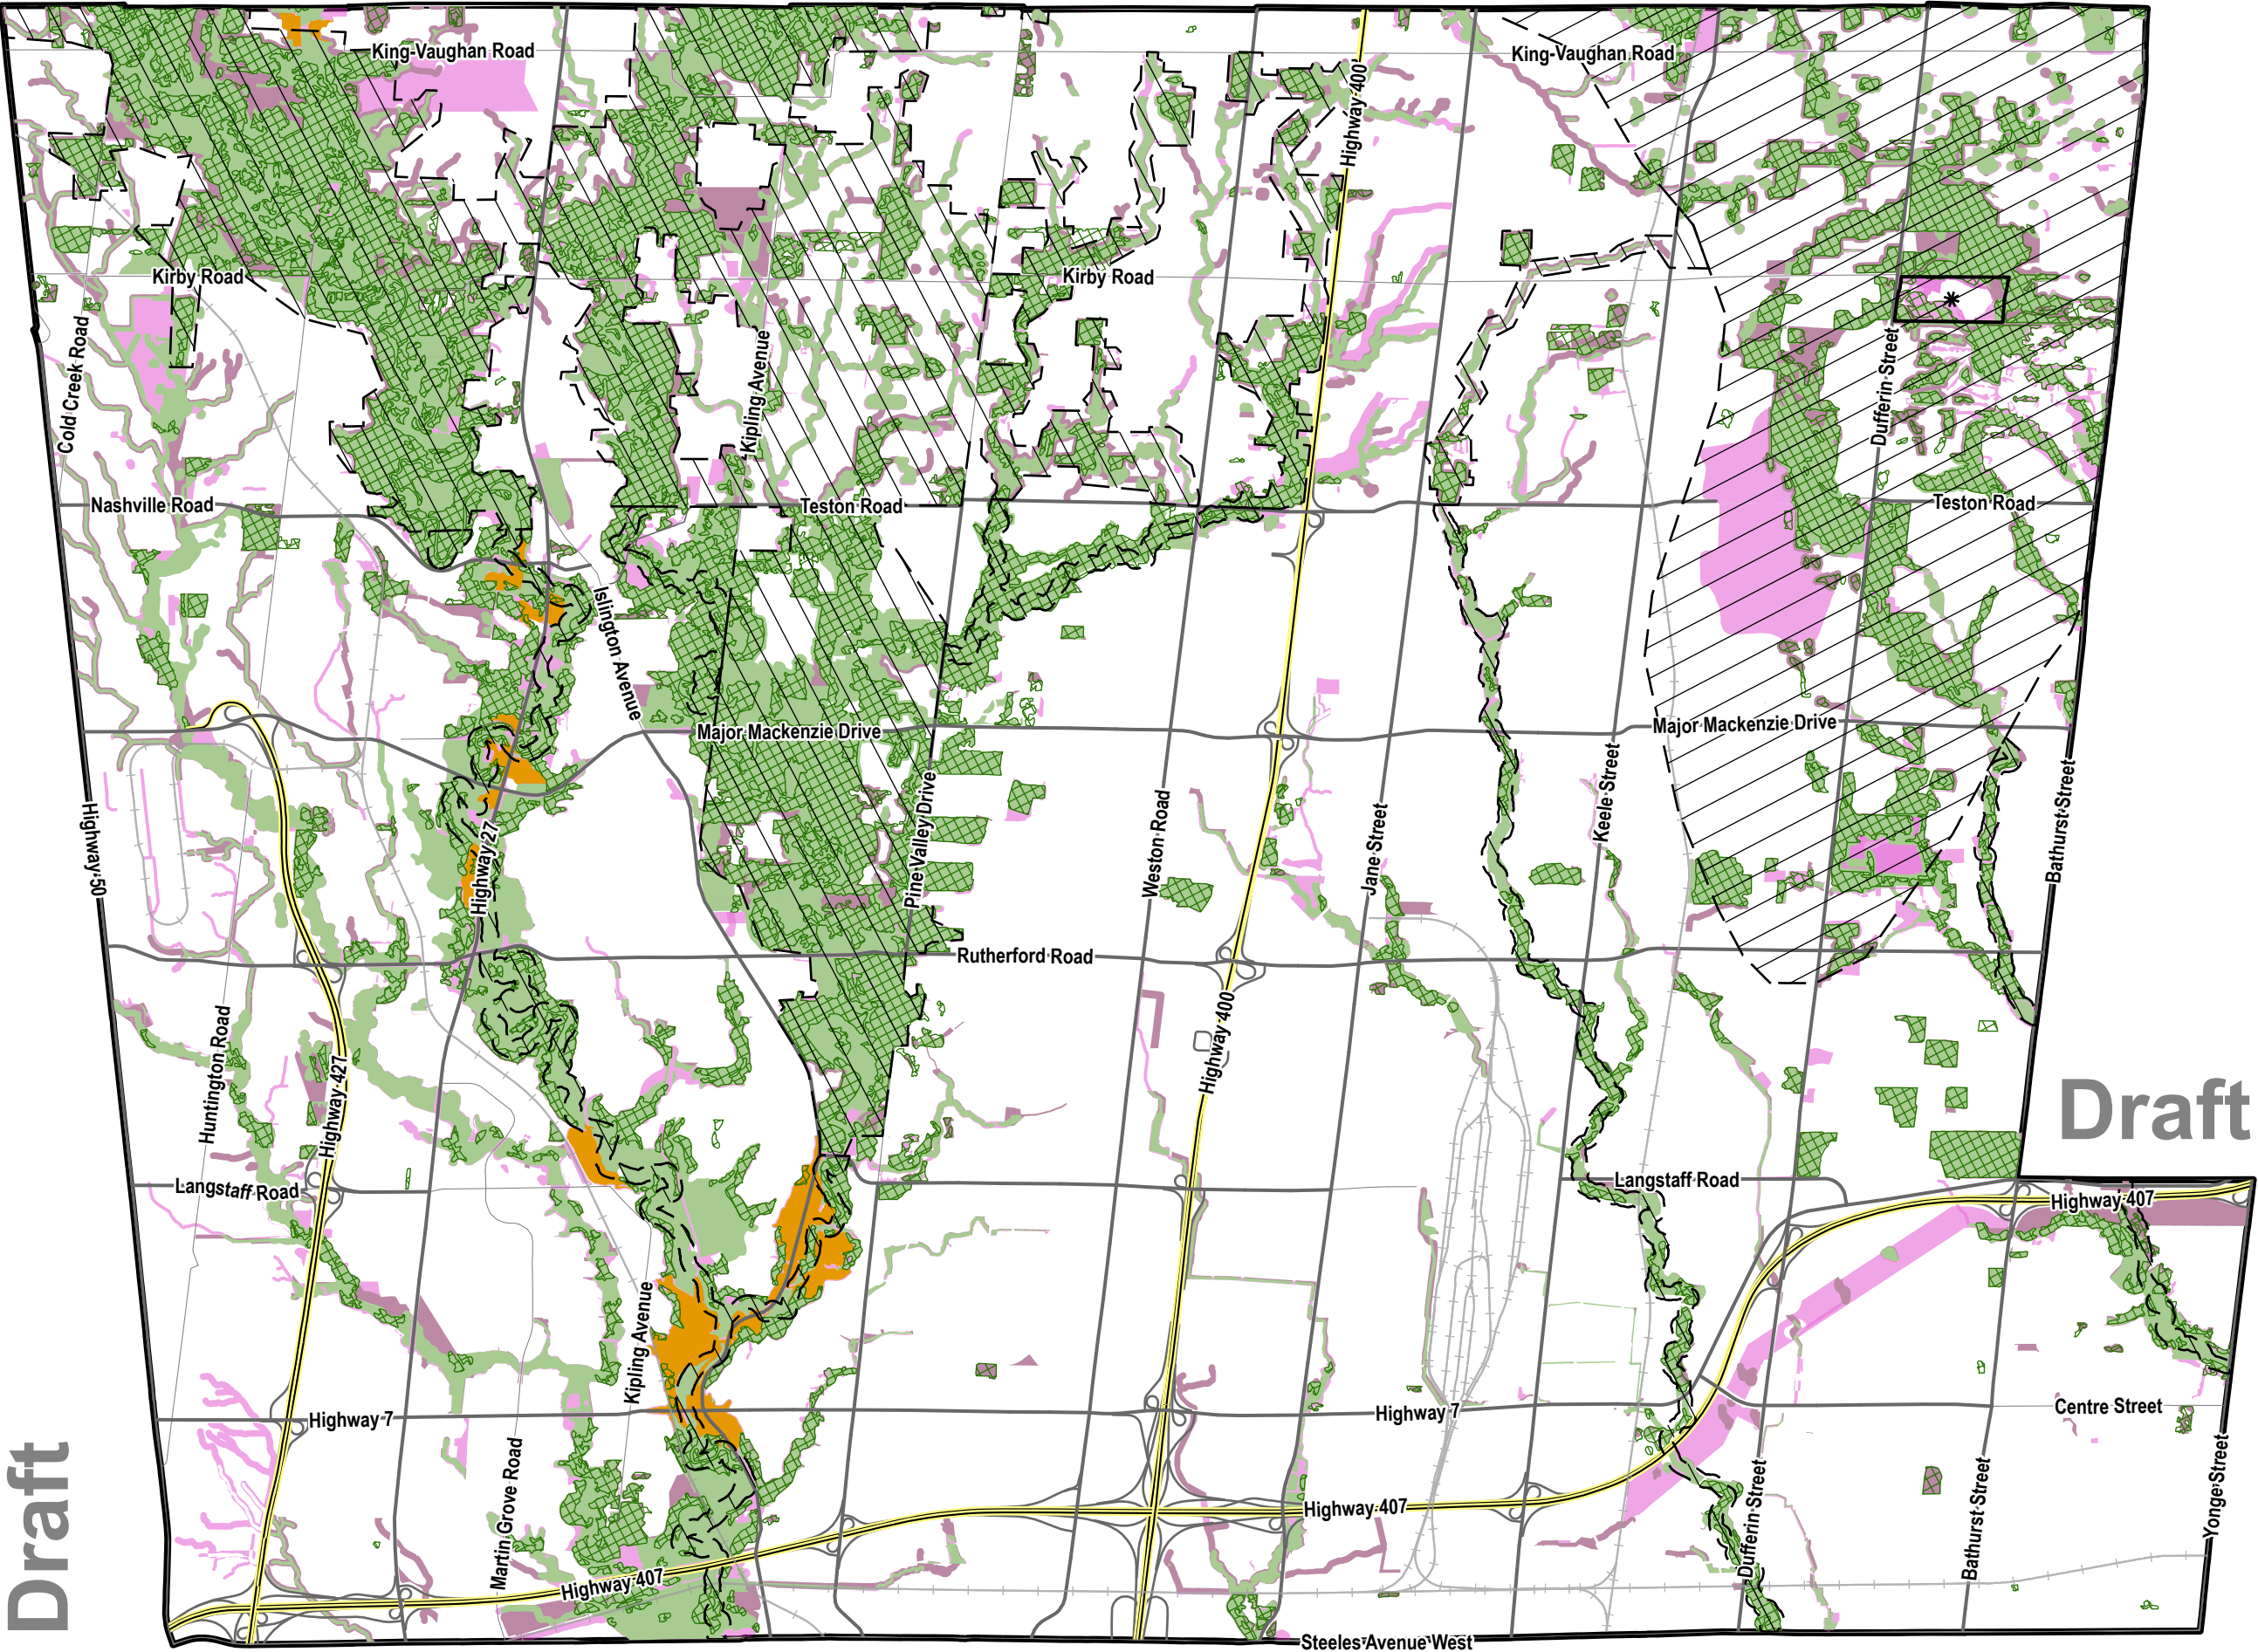 King-Vaughan Road
King-Vaughan Road
Highway 400
Kirby Road
Kirby Road
Cold Creek Road
Kipling Avenue
Dufferin Street
Nashville Road
Teston Road
Teston Road
Islington Avenue
Major Mackenzie Drive
Major Mackenzie Drive
Highway 50
Highway 27
Pine Valley Drive
Weston Road
Jane Street
Keele Street
Bathurst Street
Rutherford Road
Huntington Road
Highway 427
Highway 400
Draft
Langstaff Road
Langstaff Road
Highway 407
Kipling Avenue
Highway 7
Highway 7
Centre Street
Draft
Martin Grove Road
Highway 407
Highway 407
Dufferin Street
Bathurst Street
Yonge Street
Steeles Avenue West